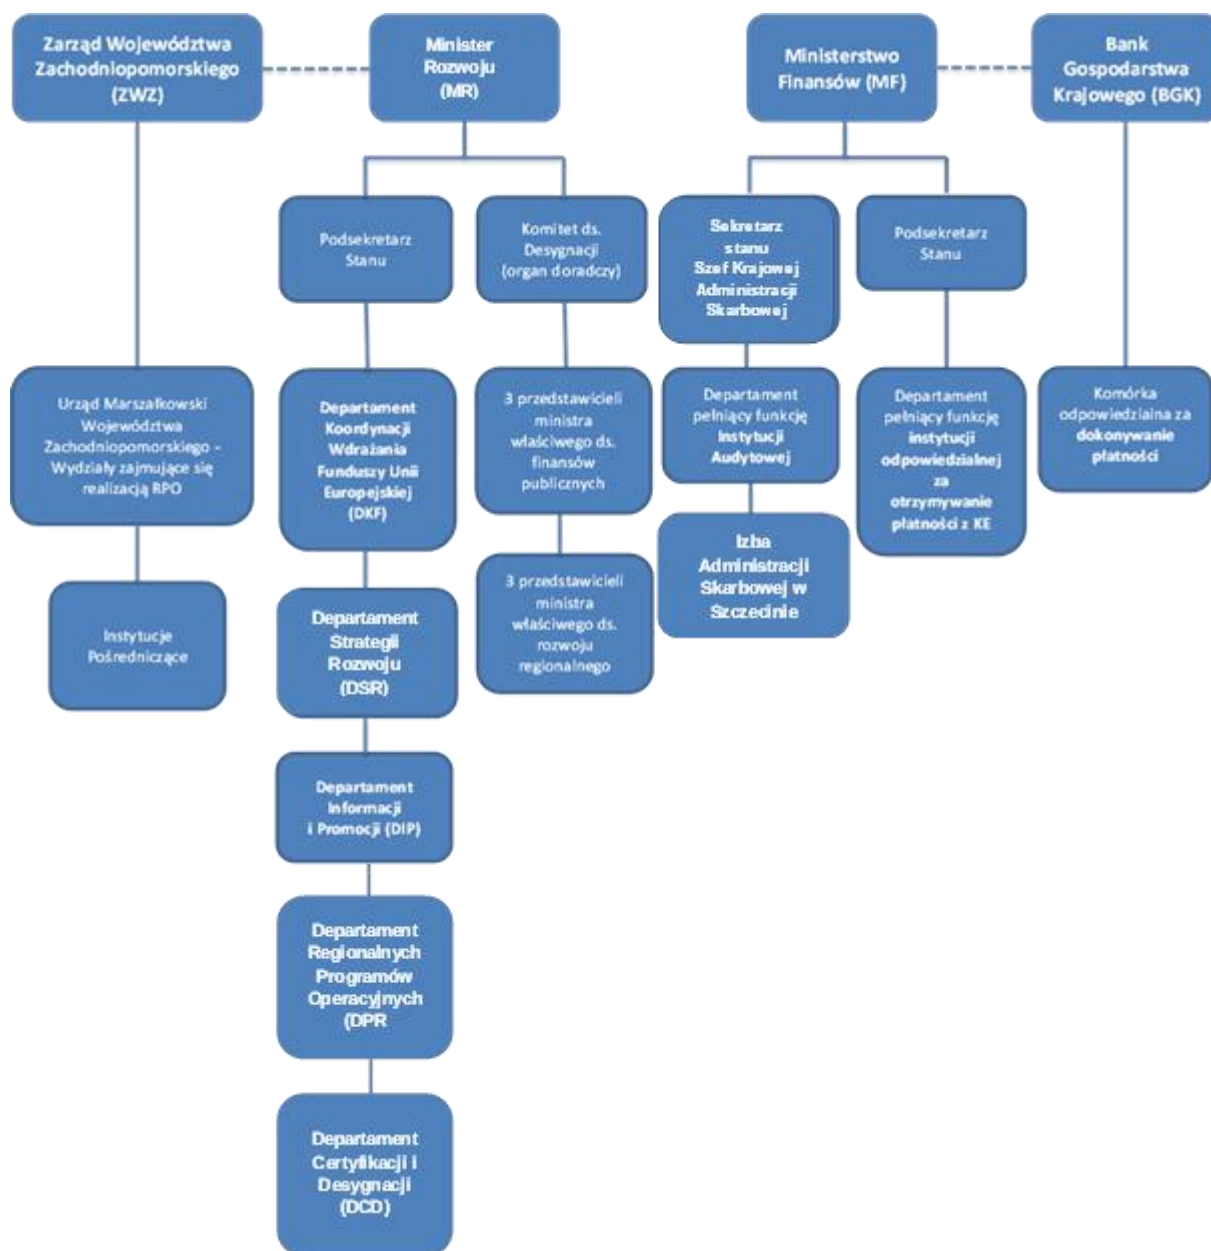 Zarząd Województwa
Zachodniopomorskiego
(ZWZ)
Minister
Rozwoju
(MR)
Ministerstwo
Finansów (MF)
Bank
Gospodarstwa
Krajowego (BGK)
Podsekretarz
Stanu
Komitet ds.
Desygnacji
(organ doradczy)
Sekretarz
stanu
Szef Krajowej
Administracji
Skarbowej
Podsekretarz
Stanu
Urząd Marszałkowski
Województwa
Zachodniopomorskiego -
Wydziały zajmujące się
realizacją RPO
Departament
Koordynacji
Wdrażania
Funduszy Unii
Europejskiej
(DKF)
3 przedstawicieli
ministra
właściwego ds.
finansów
publicznych
Departament
pełniący funkcję
Instytucji
Audytowej
Departament
pełniący funkcję
instytucji
odpowiedzialnej
za
otrzymywanie
płatności z KE
Komórka
odpowiedzialna za
dokonywanie
płatności
Izba
Administracji
Skarbowej w
Szczecinie
Instytucje
Pośredniczące
Departament
Strategii
Rozwoju
(DSR)
3 przedstawicieli
ministra
właściwego ds.
rozwoju
regionalnego
Departament
Informacji
i Promocji (DIP)
Departament
Regionalnych
Programów
Operacyjnych
(DPR
Departament
Certyfikacji i
Desygnacji
(DCD)